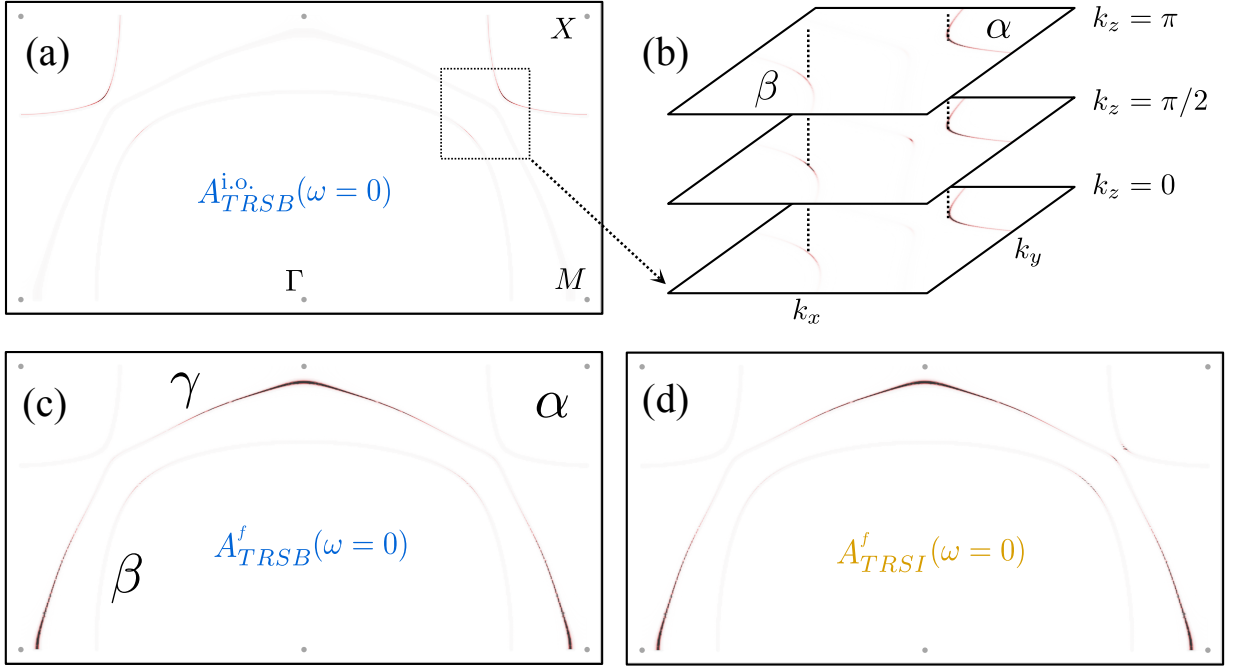 (a)
X
A^{i.o.}_{TRSB}(ω = 0)
Γ
M
(b)
α
k_z = π
β
k_z = π/2
k_z = 0
k_y
k_x
(c)
γ
α
A^f_{TRSB}(ω = 0)
β
(d)
A^f_{TRSI}(ω = 0)